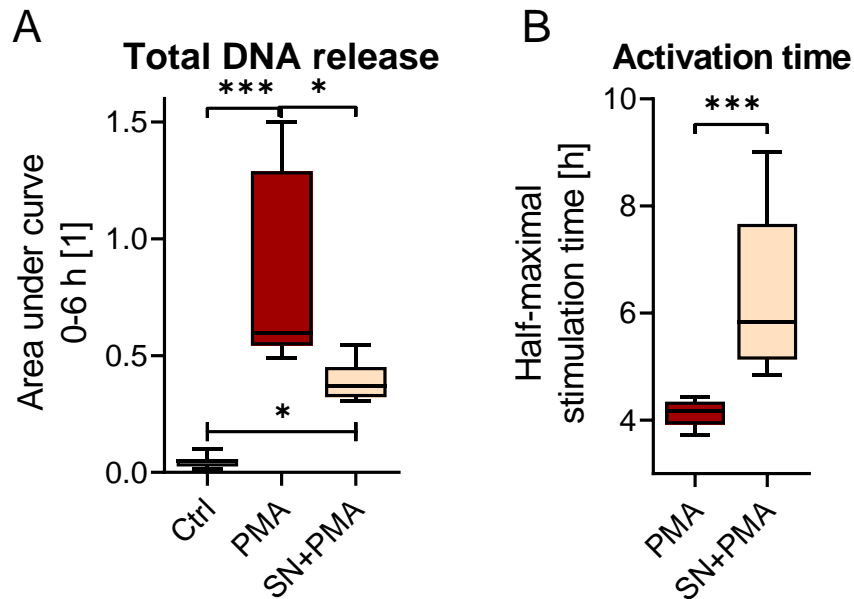 A
Total DNA release
***
*
Area under curve
0-6 h [1]
1.5
1.0
0.5
0.0
*
Ctrl
PMA
SN+PMA
B
Activation time
***
Half-maximal
stimulation time [h]
10
8
6
4
PMA
SN+PMA